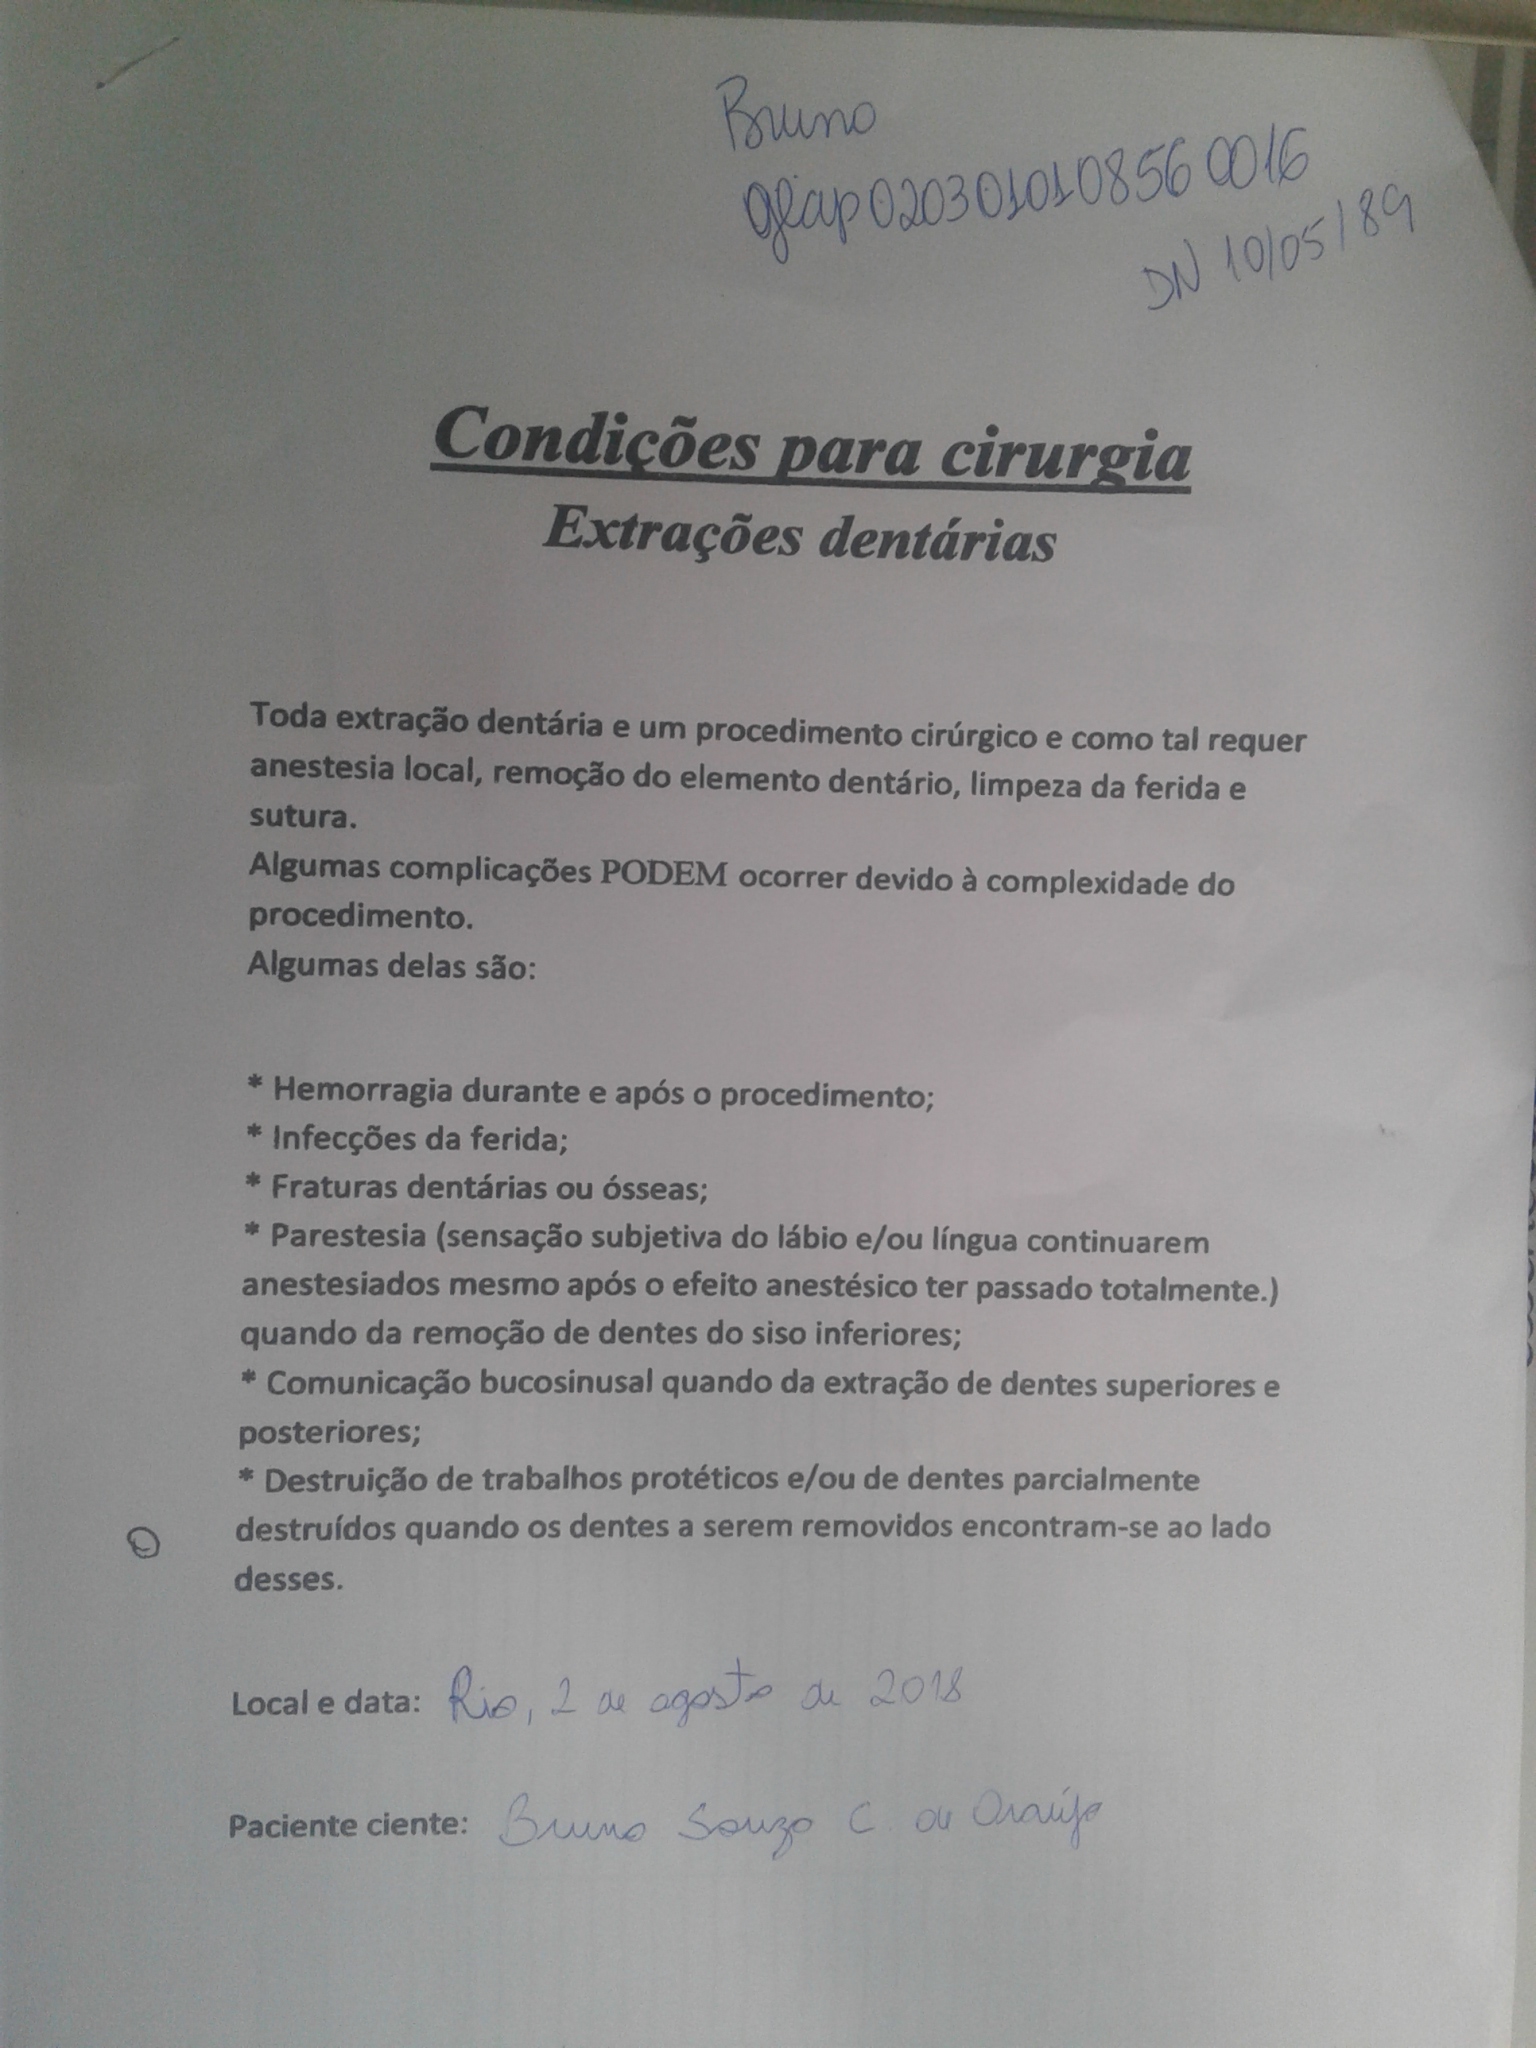 Bruno
geap 020301010856 0016
DN 10/05/89
Condições para cirurgia
Extrações dentárias
Toda extração dentária e um procedimento cirúrgico e como tal requer
anestesia local, remoção do elemento dentário, limpeza da ferida e
sutura.
Algumas complicações PODEM ocorrer devido à complexidade do
procedimento.
Algumas delas são:
* Hemorragia durante e após o procedimento;
* Infecções da ferida;
* Fraturas dentárias ou ósseas;
* Parestesia (sensação subjetiva do lábio e/ou língua continuarem
anestesiados mesmo após o efeito anestésico ter passado totalmente.)
quando da remoção de dentes do siso inferiores;
* Comunicação bucosinusal quando da extração de dentes superiores e
posteriores;
* Destruição de trabalhos protéticos e/ou de dentes parcialmente
destruídos quando os dentes a serem removidos encontram-se ao lado
desses.
Local e data: Rio, 2 de agosto de 2018
Paciente ciente: Bruno Souza C. de Araújo